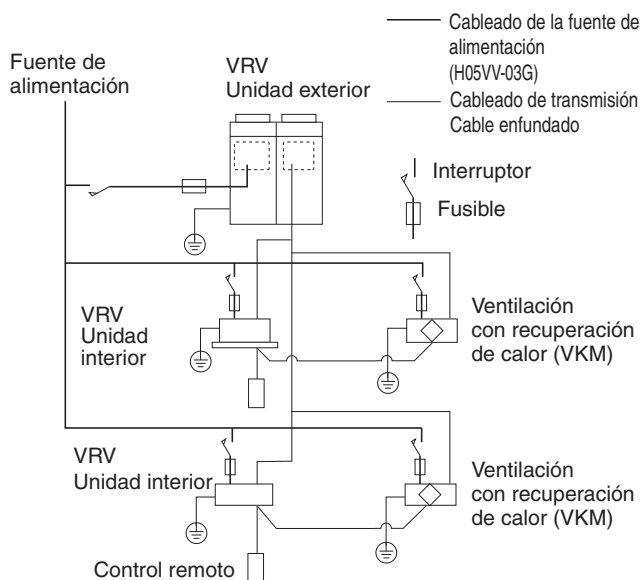 Fuente de
alimentación
VRV
Unidad exterior
Cableado de la fuente de
alimentación
(H05VV-03G)
Cableado de transmisión
Cable enfundado
Interruptor
Fusible
VRV
Unidad
interior
Ventilación
con recuperación
de calor (VKM)
VRV
Unidad interior
Ventilación
con recuperación
de calor (VKM)
Control remoto